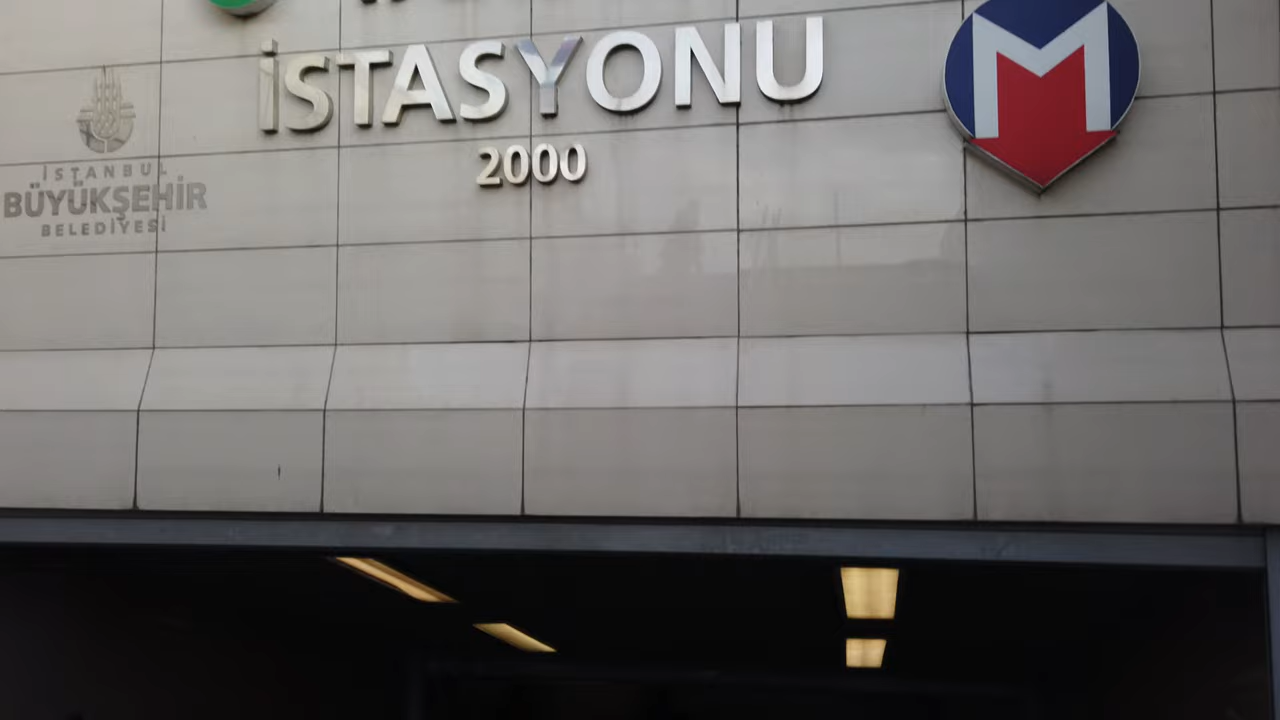 İSTASYONU
2000
M
İSTANBUL
BÜYÜKŞEHİR
BELEDİYESİ